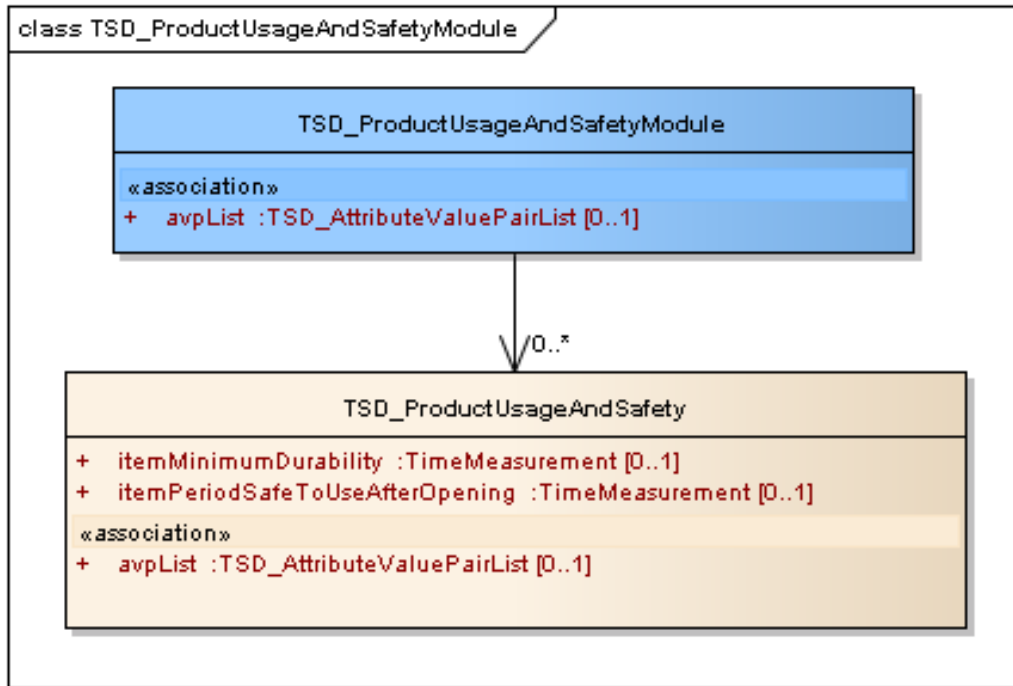 class TSD_ProductUsageAndSafetyModule
TSD_ProductUsageAndSafetyModule
«association»
+ avpList :TSD_AttributeValuePairList [0..1]
0..*
TSD_ProductUsageAndSafety
+ itemMinimumDurability :TimeMeasurement [0..1]
+ itemPeriodSafeToUseAfterOpening :TimeMeasurement [0..1]
«association»
+ avpList :TSD_AttributeValuePairList [0..1]